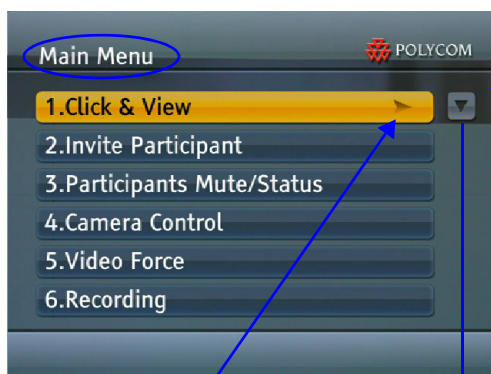 Main Menu
POLYCOM
1.Click & View
2.Invite Participant
3.Participants Mute/Status
4.Camera Control
5.Video Force
6.Recording